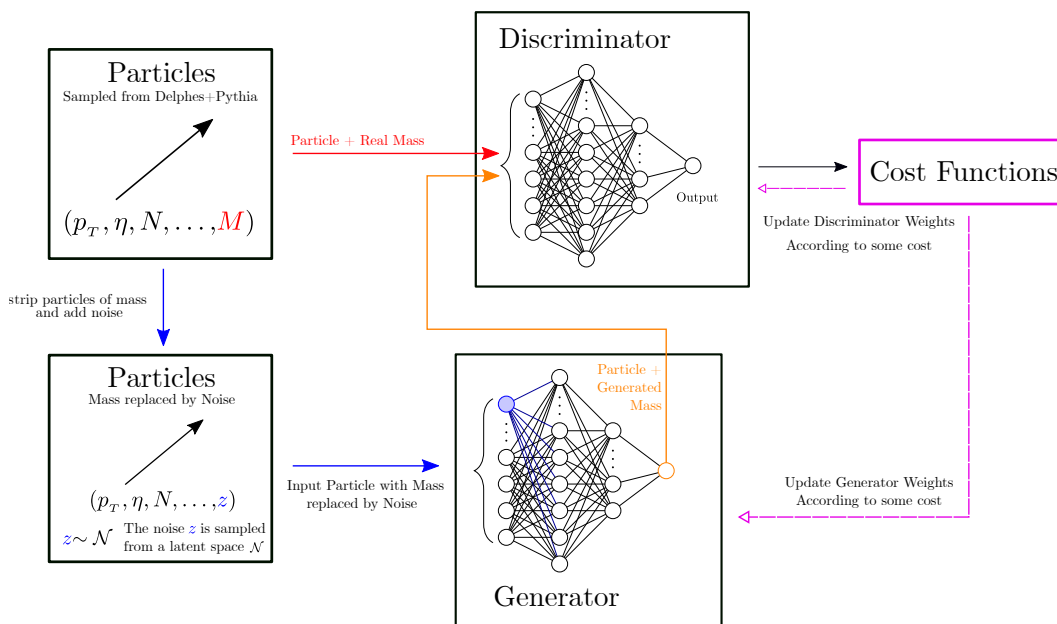 Particles
Sampled from Delphes+Pythia
(p_T, η, N, ...,M)
Particle + Real Mass
Discriminator
Output
Cost Functions
Update Discriminator Weights
According to some cost
strip particles of mass
and add noise
Particles
Mass replaced by Noise
(p_T, η, N, ...,z)
z∼ 𝒩
The noise z is sampled
from a latent space 𝒩
Input Particle with Mass
replaced by Noise
Particle +
Generated
Mass
Generator
Update Generator Weights
According to some cost